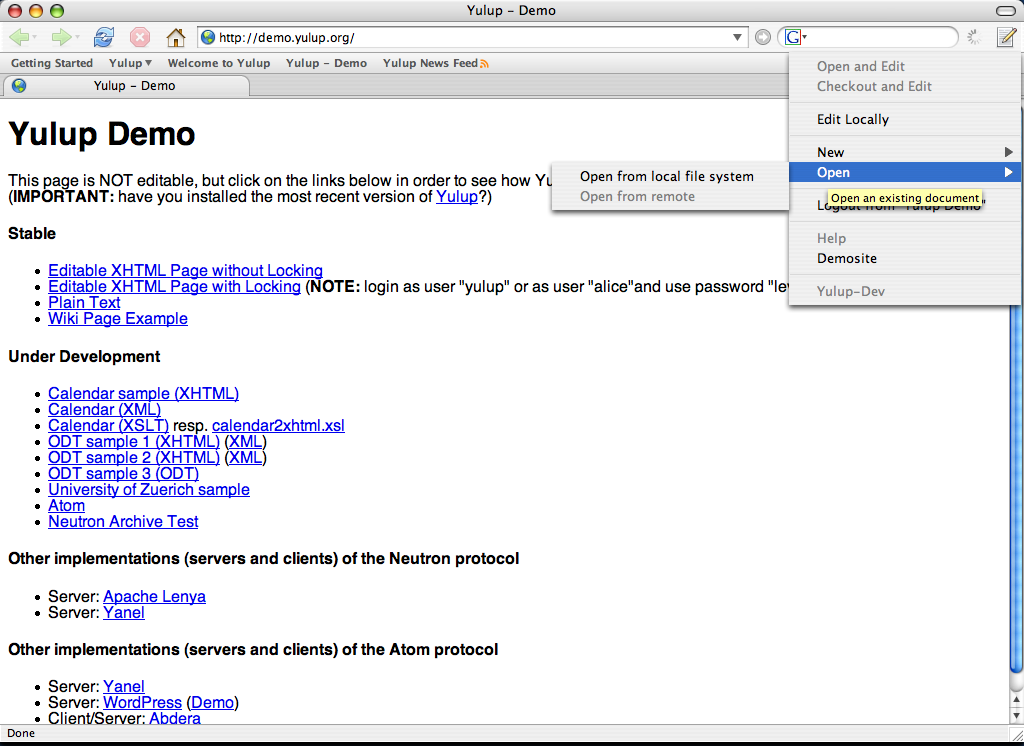 Yulup – Demo
http://demo.yulup.org/
G
Getting Started Yulup Welcome to Yulup Yulup – Demo Yulup News Feed
Yulup – Demo
Open and Edit
Checkout and Edit
Edit Locally
New
Open
Open an existing document
Logout from "Yulup Demo"
Help
Demosite
Yulup-Dev
Open from local file system
Open from remote
Yulup Demo
This page is NOT editable, but click on the links below in order to see how
(IMPORTANT: have you installed the most recent version of Yulup?)
Stable
Editable XHTML Page without Locking
Editable XHTML Page with Locking (NOTE: login as user "yulup" or as user "alice"and use password
Plain Text
Wiki Page Example
Under Development
Calendar sample (XHTML)
Calendar (XML)
Calendar (XSLT) resp. calendar2xhtml.xsl
ODT sample 1 (XHTML) (XML)
ODT sample 2 (XHTML) (XML)
ODT sample 3 (ODT)
University of Zuerich sample
Atom
Neutron Archive Test
Other implementations (servers and clients) of the Neutron protocol
Server: Apache Lenya
Server: Yanel
Other implementations (servers and clients) of the Atom protocol
Server: Yanel
Server: WordPress (Demo)
Client/Server: Abdera
Done